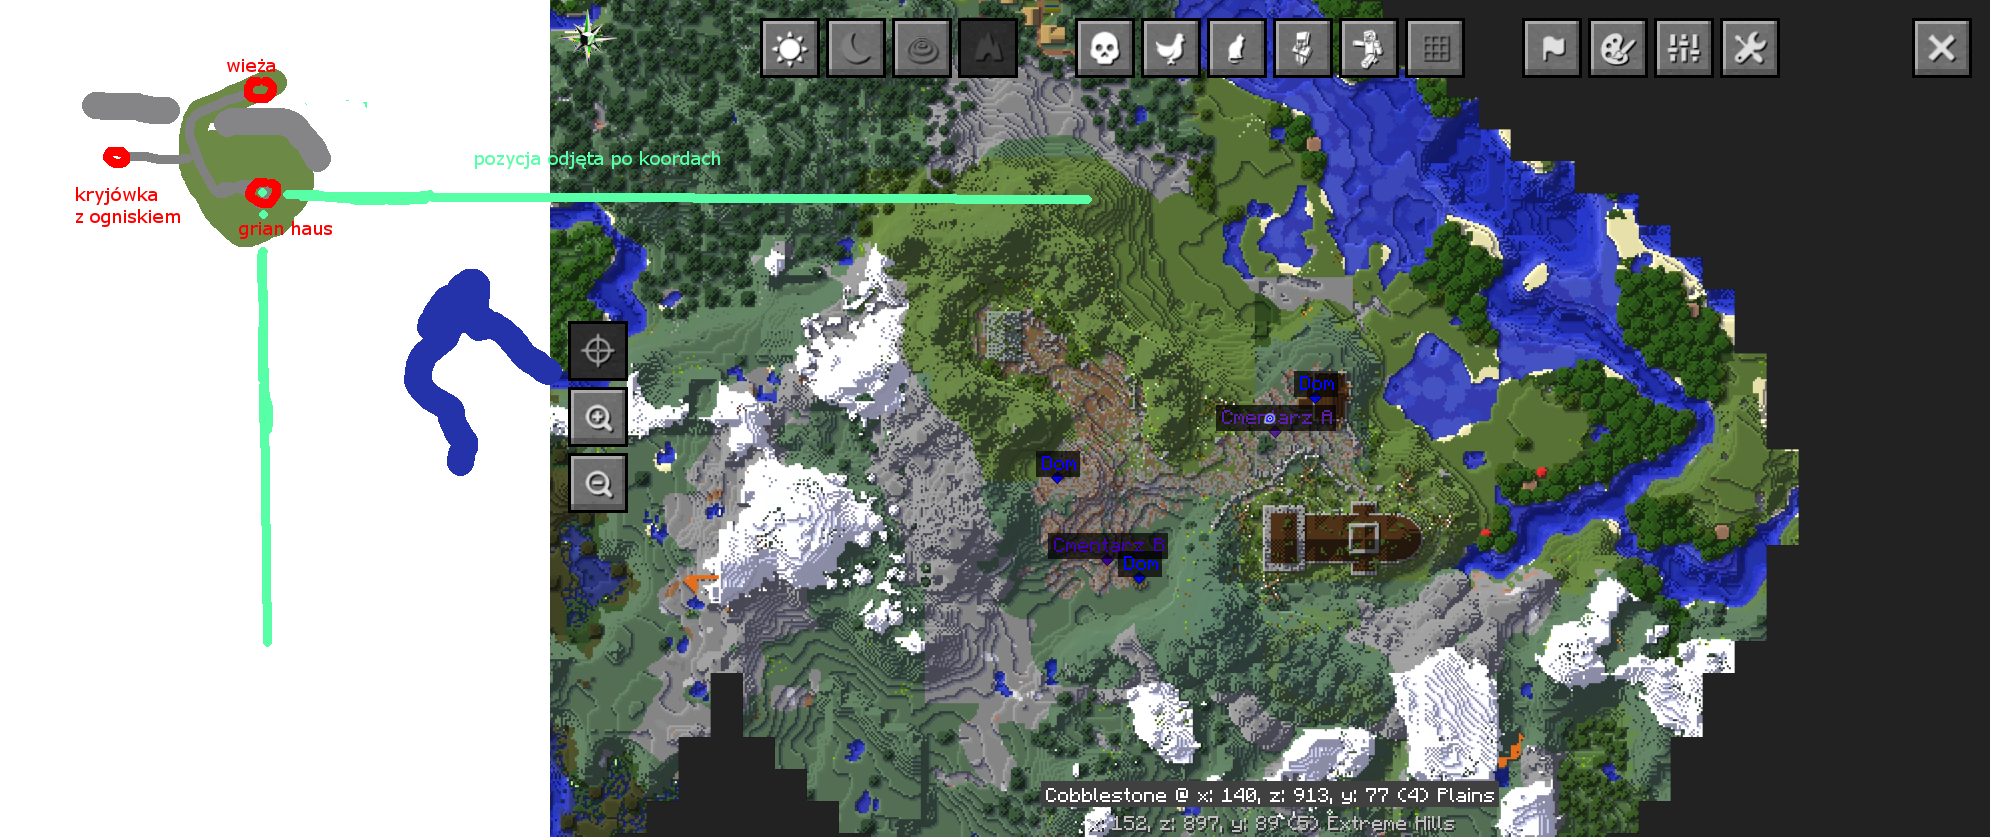 wieża
pozycja odjęta po koordach
kryjówka
z ogniskiem
grian haus
Dom
Cmentarz A
Dom
Cmentarz B
Dom
Cobblestone @ x: 140, z: 913, y: 77 (4) Plains
x: 152, z: 897, y: 89 (5) Extreme Hills